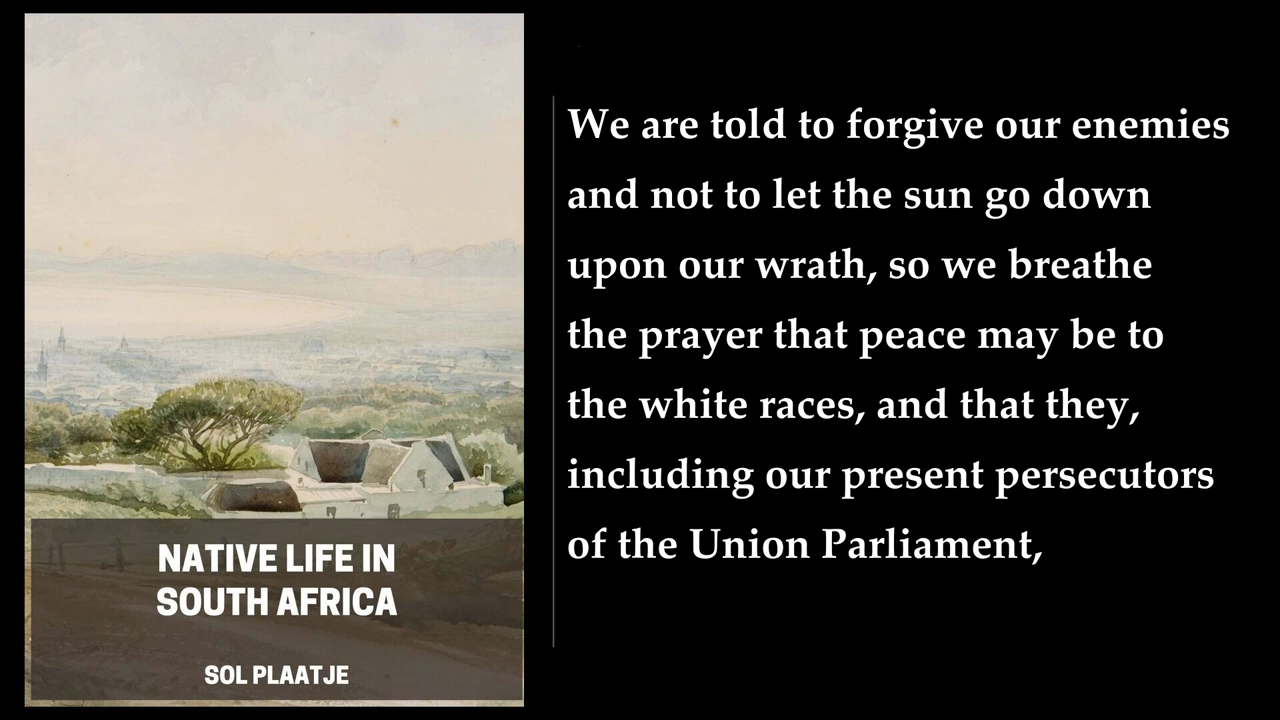 NATIVE LIFE IN
SOUTH AFRICA
SOL PLAATJE
We are told to forgive our enemies
and not to let the sun go down
upon our wrath, so we breathe
the prayer that peace may be to
the white races, and that they,
including our present persecutors
of the Union Parliament,